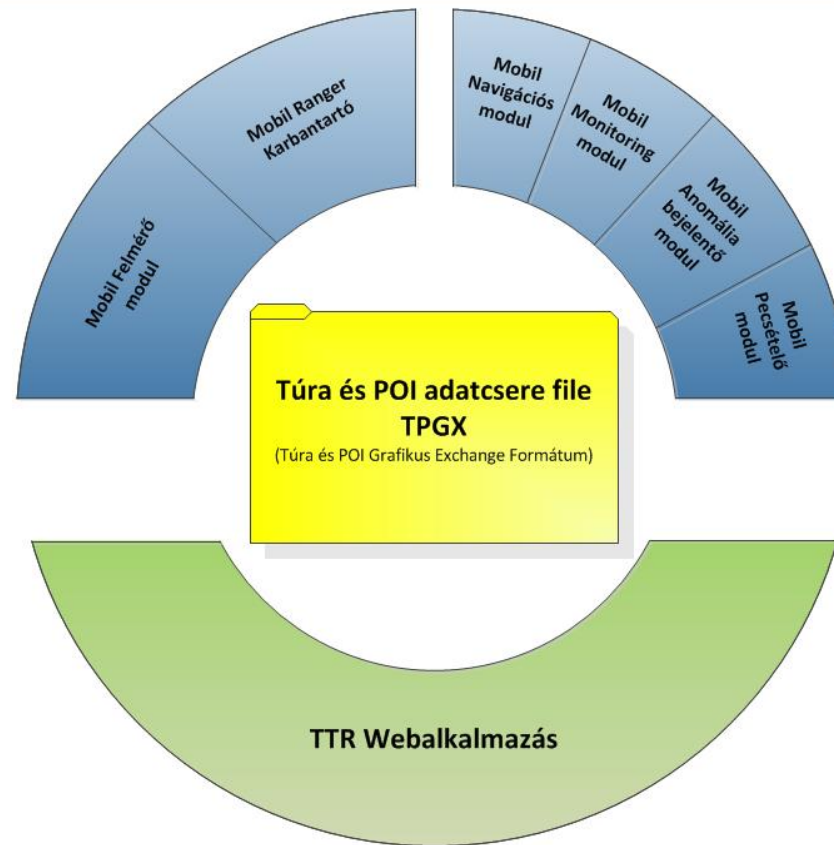 Mobil Felmérő
modul
Mobil Ranger
Karbantartó
Mobil
Navigációs
modul
Mobil
Monitoring
modul
Mobil
Anomália
bejelentő
modul
Mobil
Pecsételő
modul
Túra és POI adatcsere file
TPGX
(Túra és POI Grafikus Exchange Formátum)
TTR Webalkalmazás